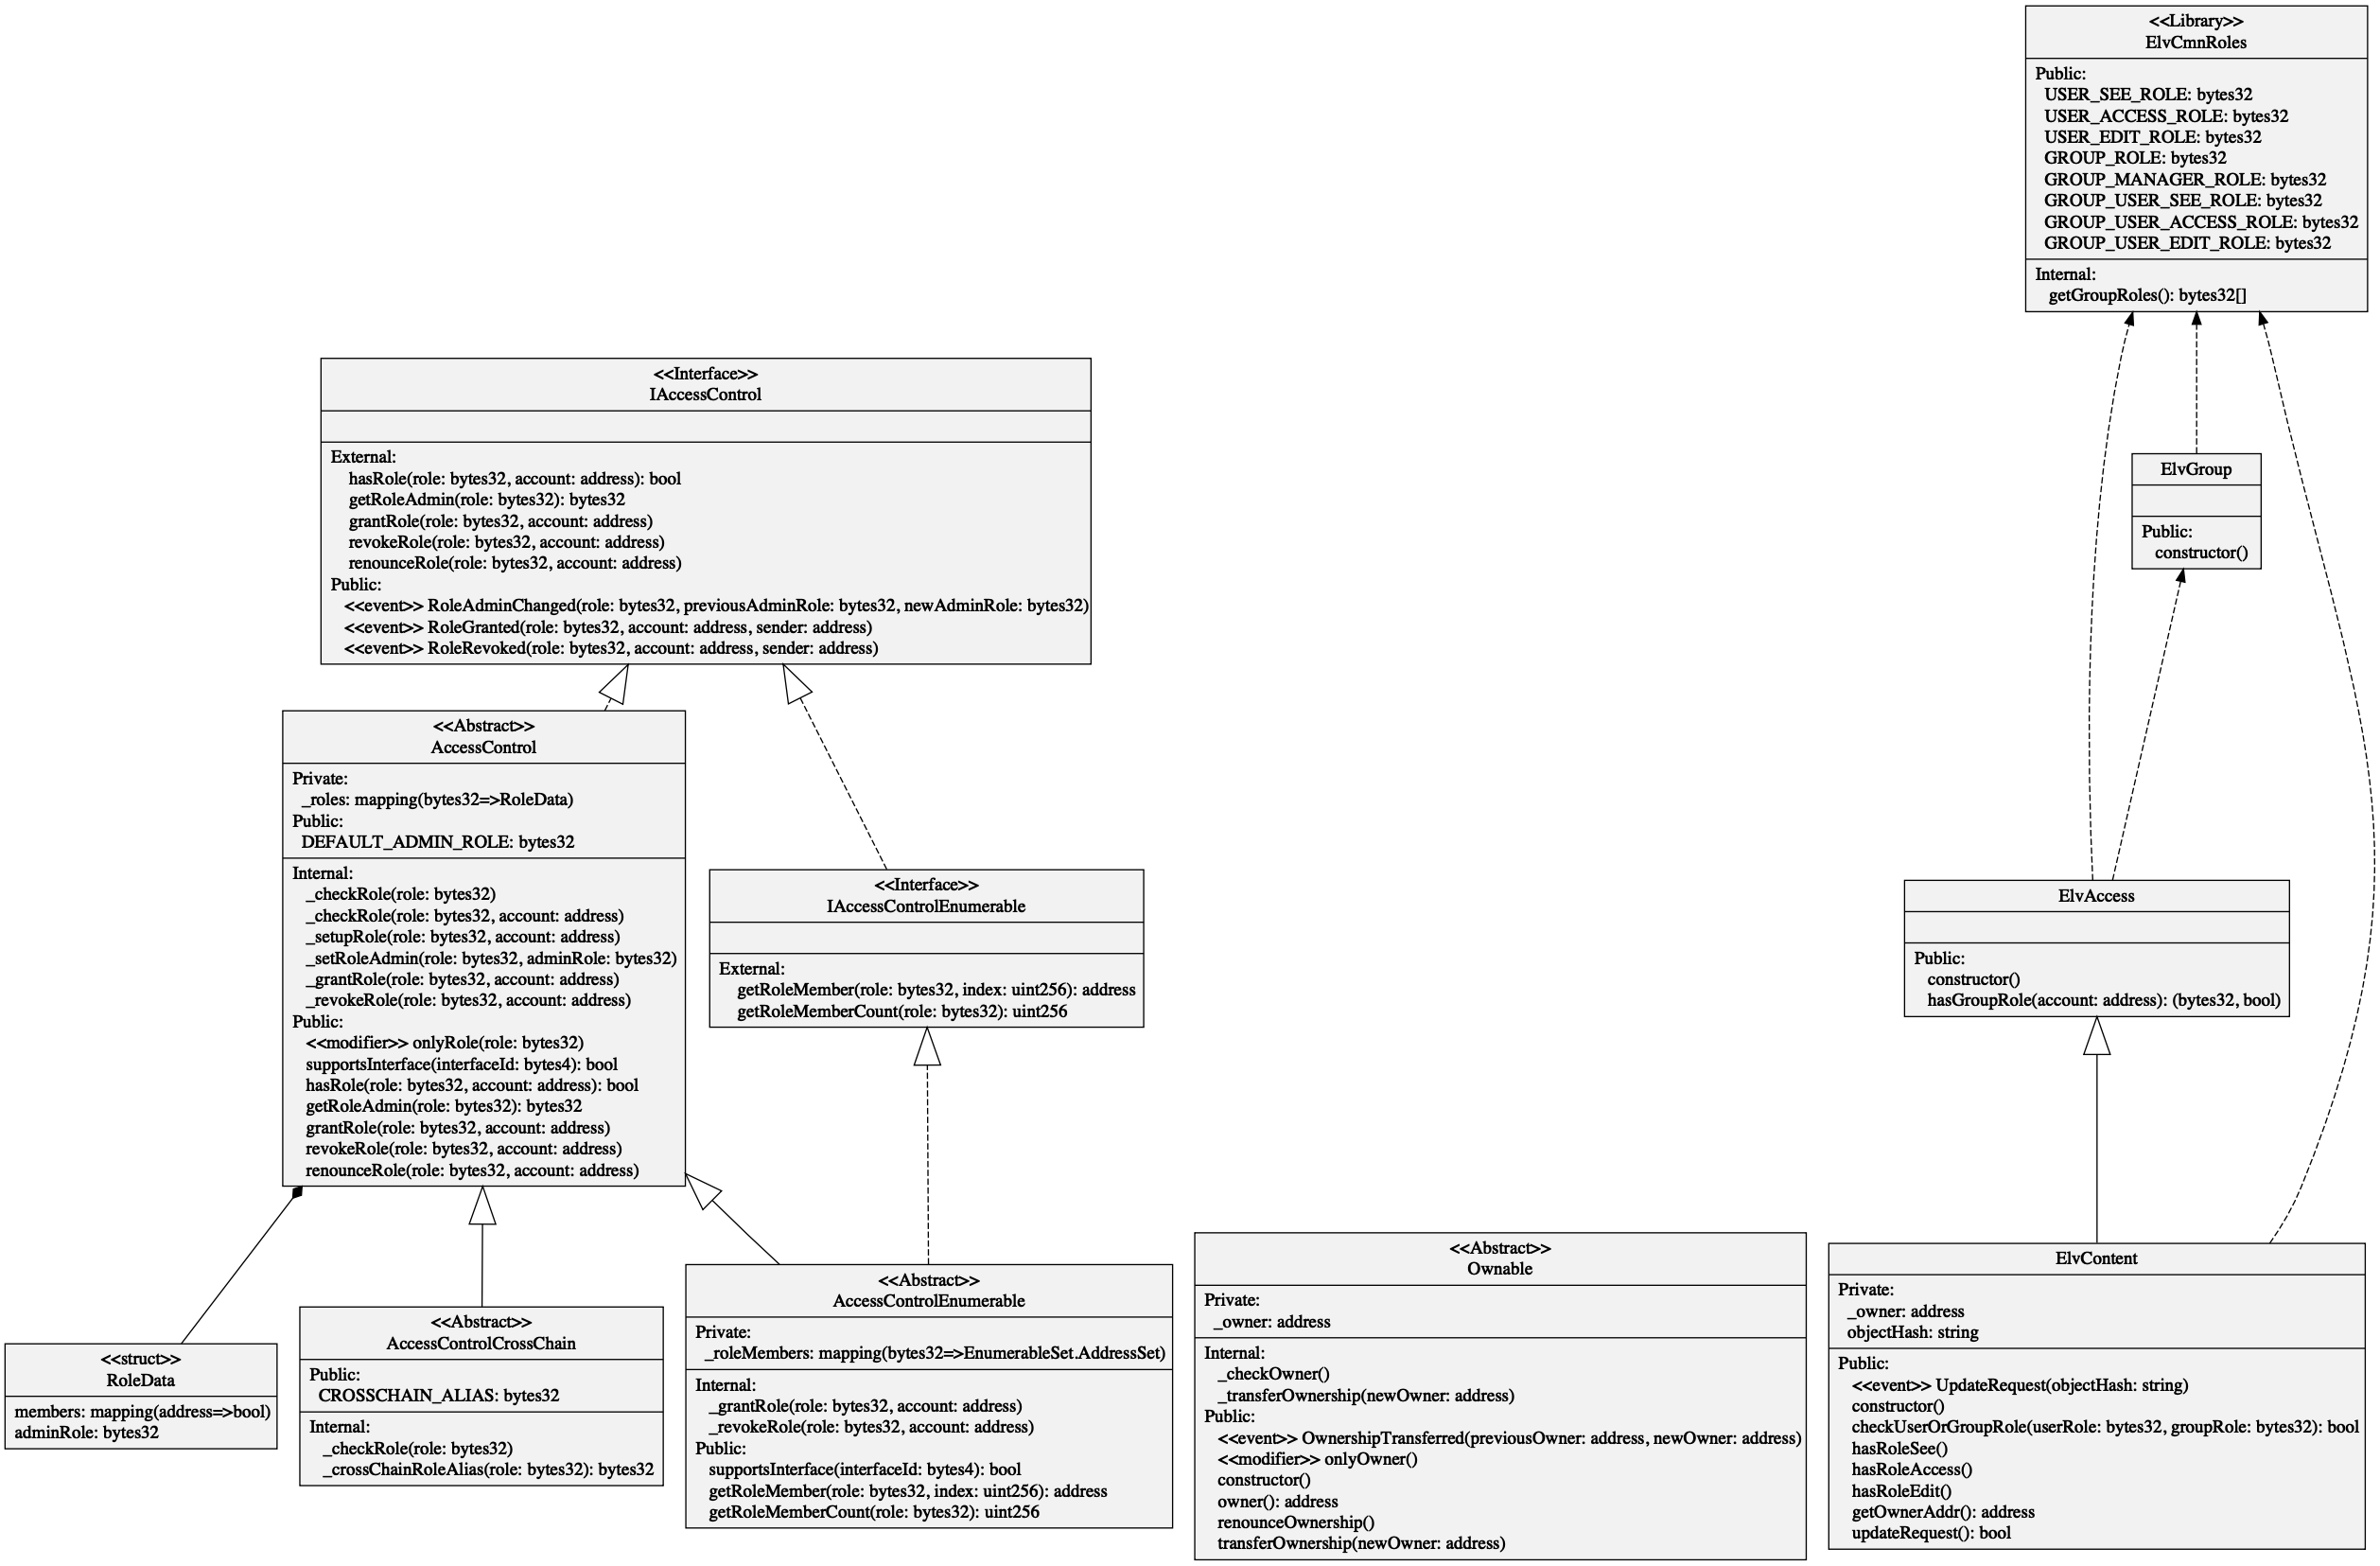 <<Library>>
ElvCmnRoles
Public:
USER_SEE_ROLE: bytes32
USER_ACCESS_ROLE: bytes32
USER_EDIT_ROLE: bytes32
GROUP_ROLE: bytes32
GROUP_MANAGER_ROLE: bytes32
GROUP_USER_SEE_ROLE: bytes32
GROUP_USER_ACCESS_ROLE: bytes32
GROUP_USER_EDIT_ROLE: bytes32
Internal:
getGroupRoles(): bytes32[]
<<Interface>>
IAccessControl
External:
hasRole(role: bytes32, account: address): bool
getRoleAdmin(role: bytes32): bytes32
grantRole(role: bytes32, account: address)
revokeRole(role: bytes32, account: address)
renounceRole(role: bytes32, account: address)
Public:
<<event>> RoleAdminChanged(role: bytes32, previousAdminRole: bytes32, newAdminRole: bytes32)
<<event>> RoleGranted(role: bytes32, account: address, sender: address)
<<event>> RoleRevoked(role: bytes32, account: address, sender: address)
ElvGroup
Public:
constructor()
<<Abstract>>
AccessControl
Private:
_roles: mapping(bytes32=>RoleData)
Public:
DEFAULT_ADMIN_ROLE: bytes32
Internal:
_checkRole(role: bytes32)
_checkRole(role: bytes32, account: address)
_setupRole(role: bytes32, account: address)
_setRoleAdmin(role: bytes32, adminRole: bytes32)
_grantRole(role: bytes32, account: address)
_revokeRole(role: bytes32, account: address)
Public:
<<modifier>> onlyRole(role: bytes32)
supportsInterface(interfaceId: bytes4): bool
hasRole(role: bytes32, account: address): bool
getRoleAdmin(role: bytes32): bytes32
grantRole(role: bytes32, account: address)
revokeRole(role: bytes32, account: address)
renounceRole(role: bytes32, account: address)
<<Interface>>
IAccessControlEnumerable
External:
getRoleMember(role: bytes32, index: uint256): address
getRoleMemberCount(role: bytes32): uint256
ElvAccess
Public:
constructor()
hasGroupRole(account: address): (bytes32, bool)
<<struct>>
RoleData
members: mapping(address=>bool)
adminRole: bytes32
<<Abstract>>
AccessControlCrossChain
Public:
CROSSCHAIN_ALIAS: bytes32
Internal:
_checkRole(role: bytes32)
_crossChainRoleAlias(role: bytes32): bytes32
<<Abstract>>
AccessControlEnumerable
Private:
_roleMembers: mapping(bytes32=>EnumerableSet.AddressSet)
Internal:
_grantRole(role: bytes32, account: address)
_revokeRole(role: bytes32, account: address)
Public:
supportsInterface(interfaceId: bytes4): bool
getRoleMember(role: bytes32, index: uint256): address
getRoleMemberCount(role: bytes32): uint256
<<Abstract>>
Ownable
Private:
_owner: address
Internal:
_checkOwner()
_transferOwnership(newOwner: address)
Public:
<<event>> OwnershipTransferred(previousOwner: address, newOwner: address)
<<modifier>> onlyOwner()
constructor()
owner(): address
renounceOwnership()
transferOwnership(newOwner: address)
ElvContent
Private:
_owner: address
objectHash: string
Public:
<<event>> UpdateRequest(objectHash: string)
constructor()
checkUserOrGroupRole(userRole: bytes32, groupRole: bytes32): bool
hasRoleSee()
hasRoleAccess()
hasRoleEdit()
getOwnerAddr(): address
updateRequest(): bool